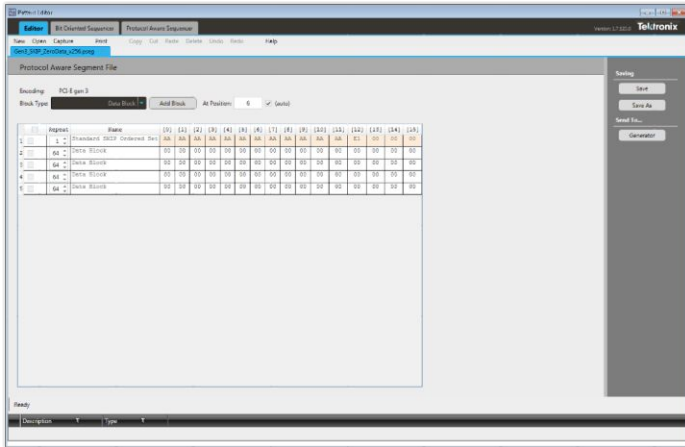 Pattern Editor
Editor Bit Oriented Sequencer Protocol Aware Sequencer
Version: 1.7.102.0 Tektronix
New Open Capture Print Copy Cut Paste Delete Undo Redo Help
Gen3_SKIP_ZeroData_x256.pseg
Protocol Aware Segment File
Saving
Save
Save As
Send To...
Generator
Encoding: PCI-E gen 3
Block Type: Data Block Add Block At Position: 6 (auto)
Repeat Name [0] [1] [2] [3] [4] [5] [6] [7] [8] [9] [10] [11] [12] [13] [14] [15]
1 1 Standard SKIP Ordered Set AA AA AA AA AA AA AA AA AA AA AA AA E1 00 00 00
2 64 Data Block 00 00 00 00 00 00 00 00 00 00 00 00 00 00 00 00
3 64 Data Block 00 00 00 00 00 00 00 00 00 00 00 00 00 00 00 00
4 64 Data Block 00 00 00 00 00 00 00 00 00 00 00 00 00 00 00 00
5 64 Data Block 00 00 00 00 00 00 00 00 00 00 00 00 00 00 00 00
Ready
Description Type